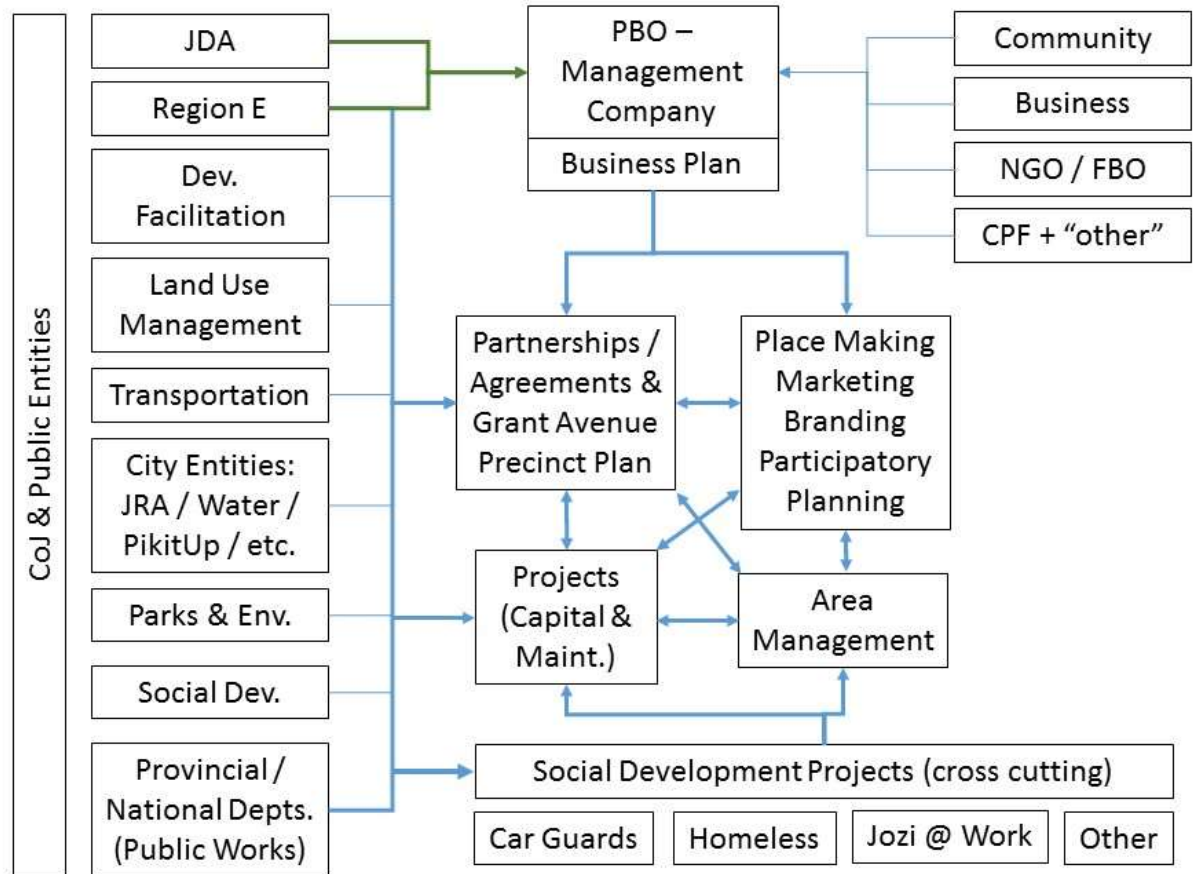 CoJ & Public Entities
JDA
Region E
Dev.
Facilitation
Land Use
Management
Transportation
City Entities:
JRA / Water /
PikitUp / etc.
Parks & Env.
Social Dev.
Provincial /
National Depts.
(Public Works)
PBO –
Management
Company
Business Plan
Community
Business
NGO / FBO
CPF + “other”
Partnerships /
Agreements &
Grant Avenue
Precinct Plan
Place Making
Marketing
Branding
Participatory
Planning
Projects
(Capital &
Maint.)
Area
Management
Social Development Projects (cross cutting)
Car Guards
Homeless
Jozi @ Work
Other